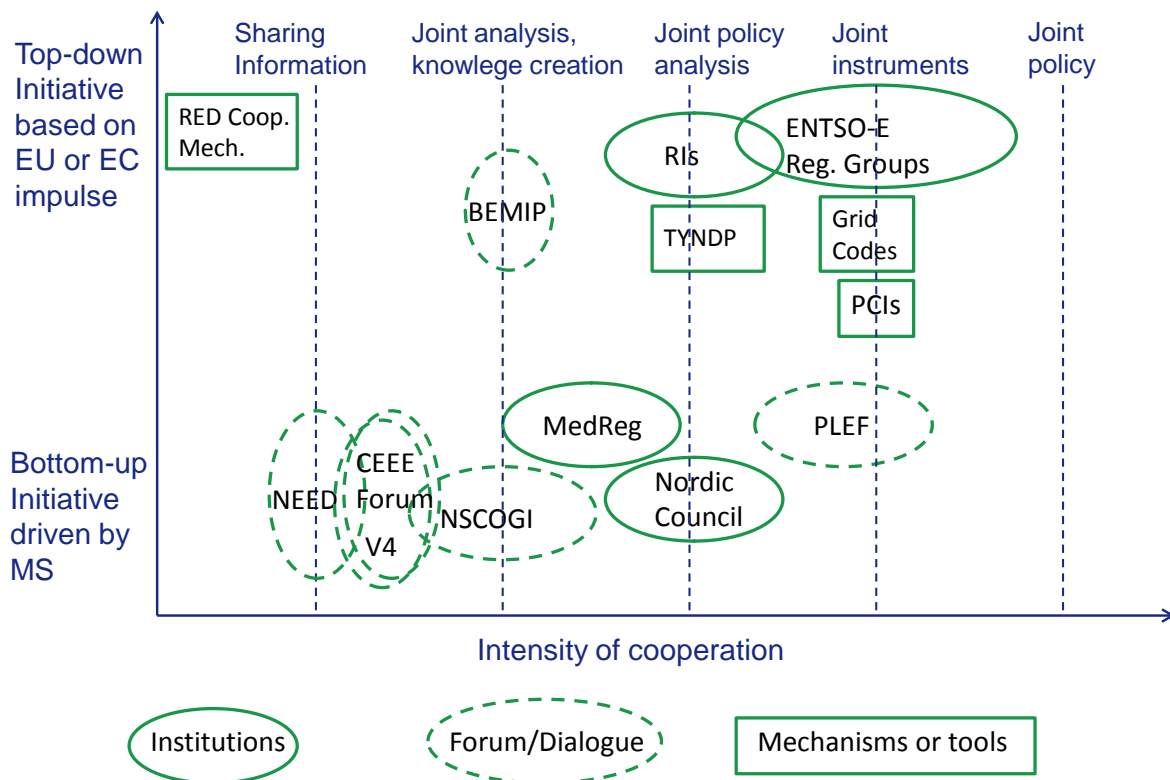 Top-down
Initiative
based on
EU or EC
impulse
Sharing
Information
Joint analysis,
knowlege creation
Joint policy
analysis
Joint
instruments
Joint
policy
RED Coop.
Mech.
BEMIP
RIs
ENTSO-E
Reg. Groups
TYNDP
Grid
Codes
PCIs
Bottom-up
Initiative
driven by
MS
NEED
CEEE
Forum
V4
NSCOGI
MedReg
Nordic
Council
PLEF
Intensity of cooperation
Institutions
Forum/Dialogue
Mechanisms or tools